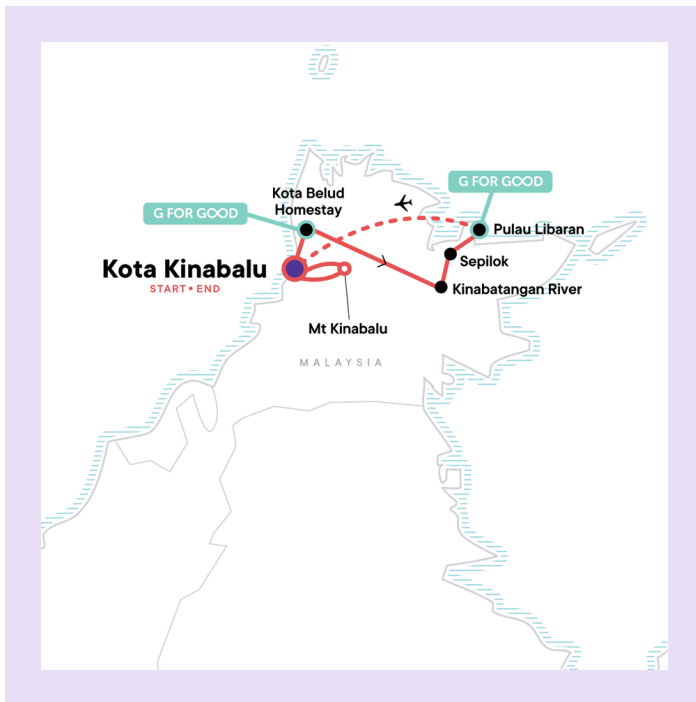 G FOR GOOD
Kota Belud
Homestay
G FOR GOOD
Pulau Libaran
Kota Kinabalu
START • END
Sepilok
Kinabatangan River
Mt Kinabalu
MALAYSIA